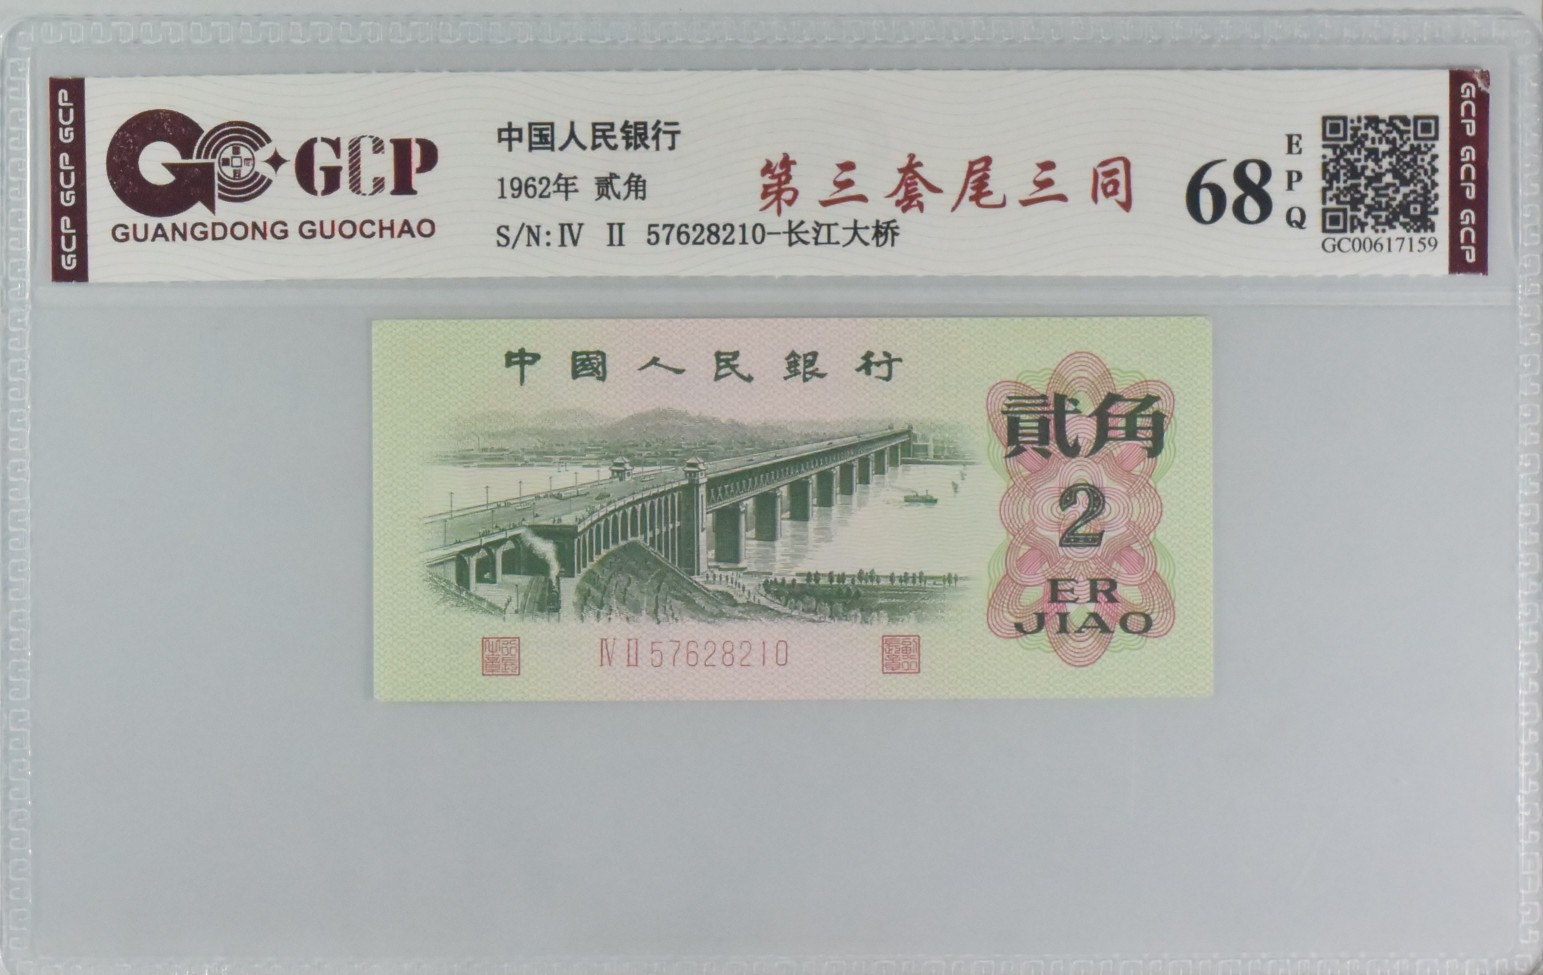 GCP GCP GCP
GCP
GUANGDONG GUOCHAO
中国人民银行
1962年 贰角
S/N:Ⅳ Ⅱ 57628210-长江大桥
第三套尾三同
68
EPQ
GC00617159
GCP GCP GCP
中國人民銀行
貳角
2
ER
JIAO
Ⅳ Ⅱ 57628210